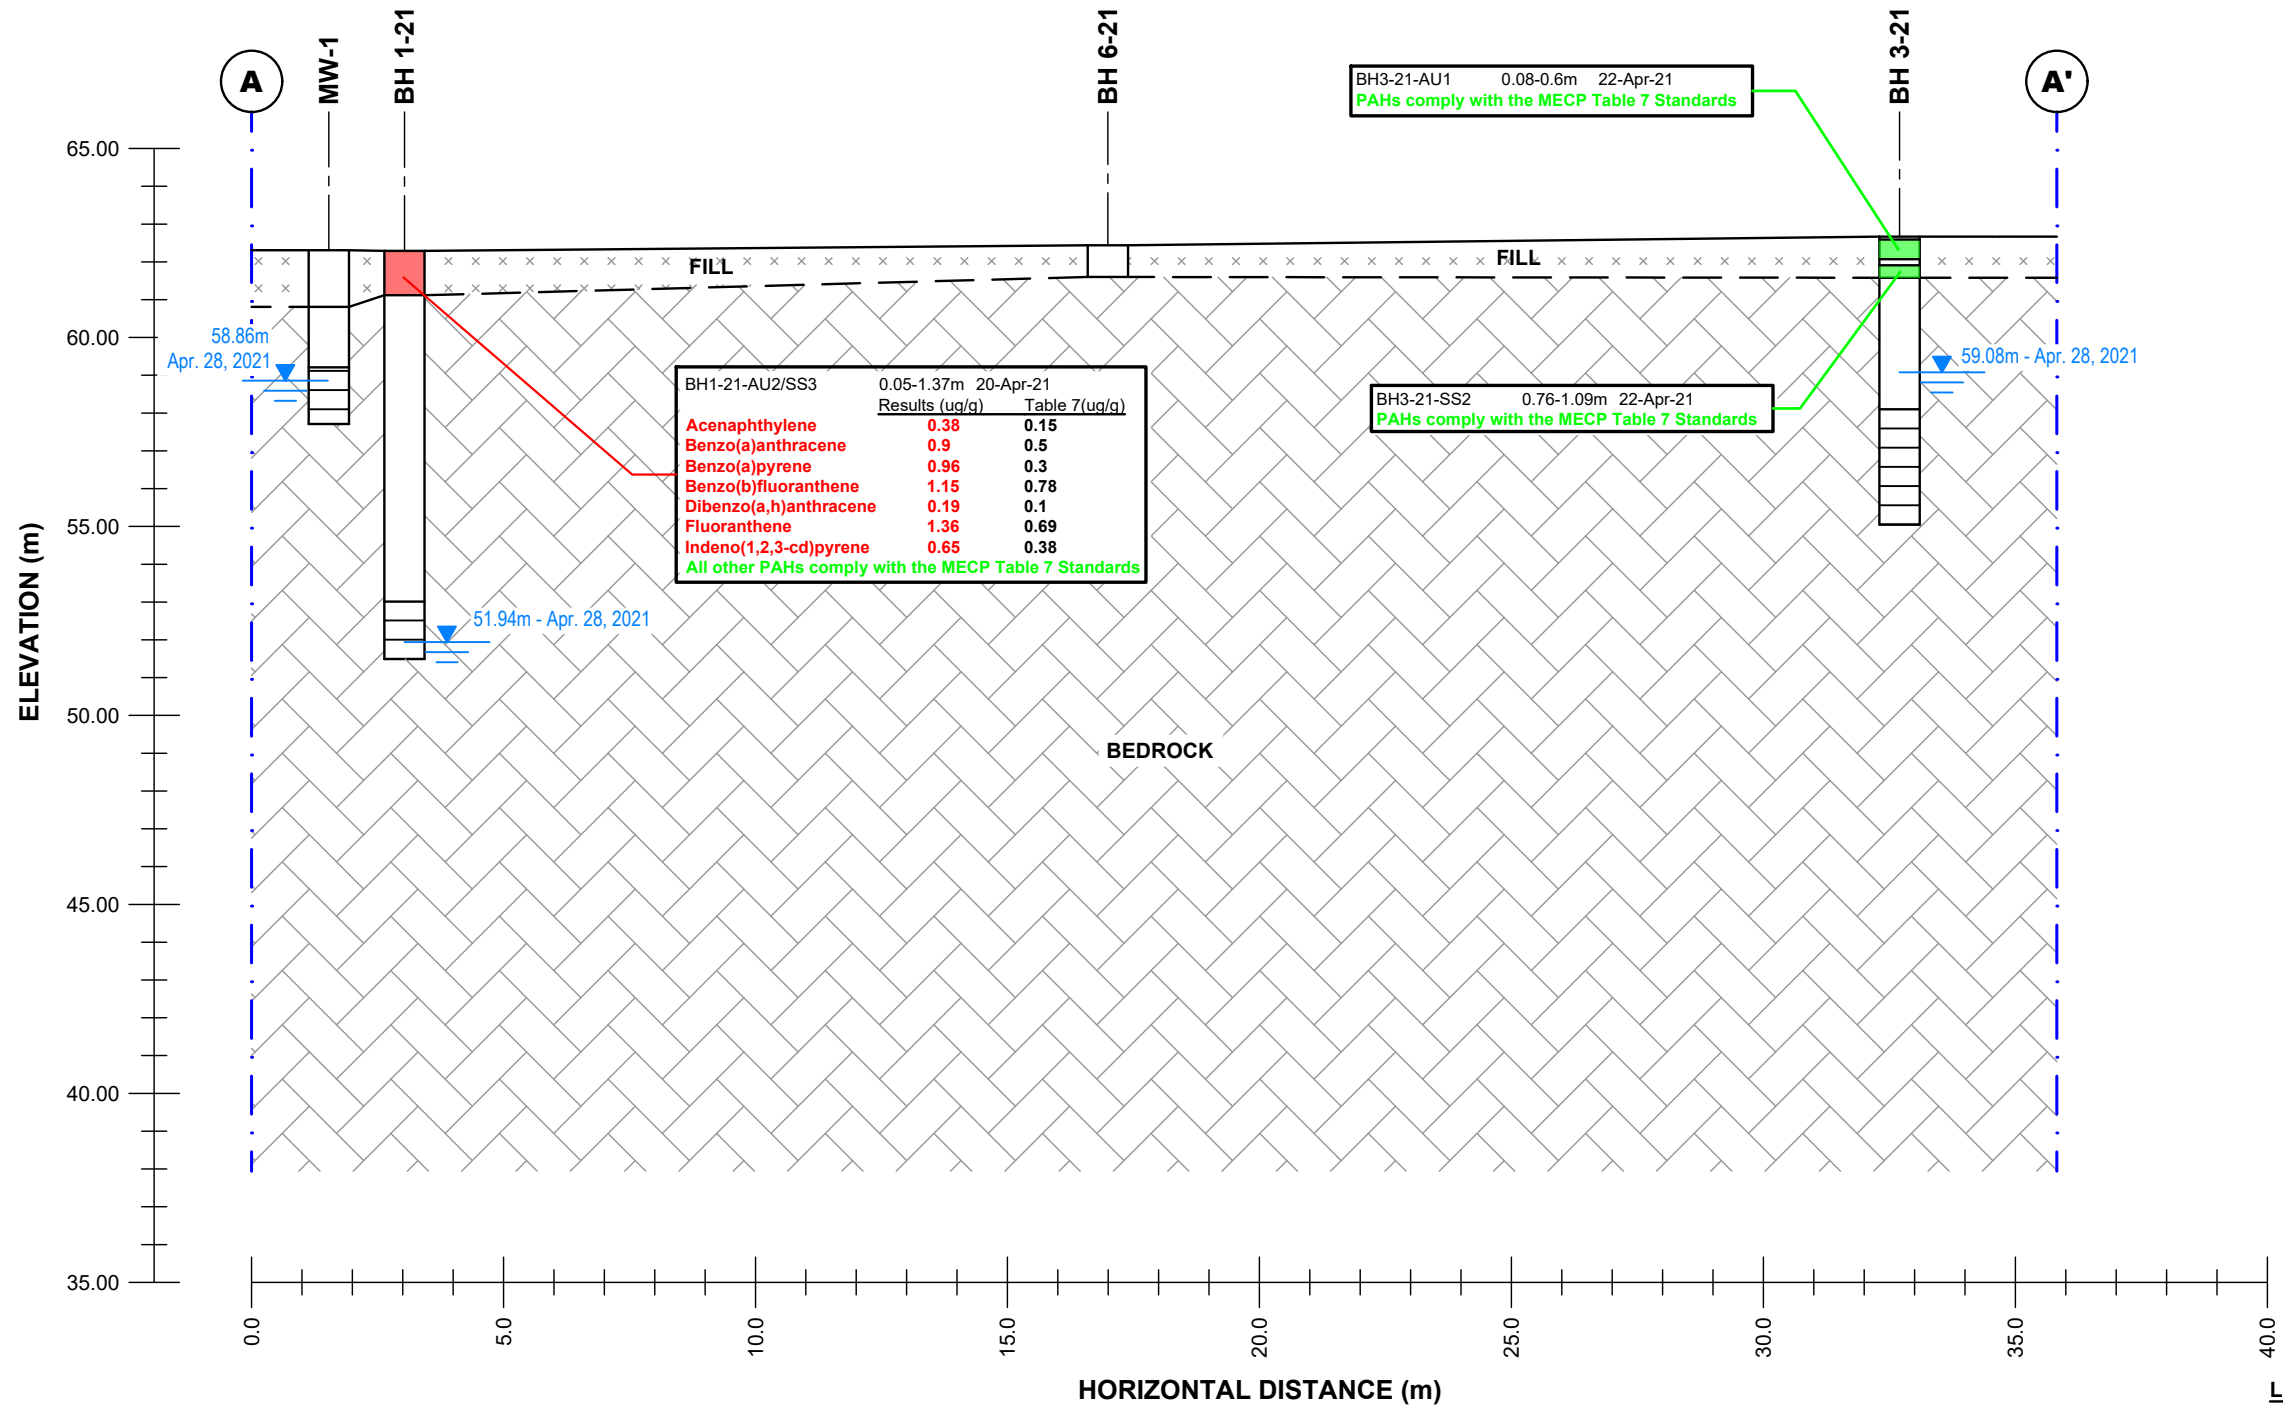 A
MW-1
BH 1-21
BH 6-21
BH 3-21
A'
BH3-21-AU1 0.08-0.6m 22-Apr-21
PAHs comply with the MECP Table 7 Standards
65.00
60.00
55.00
50.00
45.00
40.00
35.00
ELEVATION (m)
FILL
FILL
58.86m
Apr. 28, 2021
59.08m - Apr. 28, 2021
BH1-21-AU2/SS3 0.05-1.37m 20-Apr-21
Results (ug/g) Table 7(ug/g)
Acenaphthylene 0.38 0.15
Benzo(a)anthracene 0.9 0.5
Benzo(a)pyrene 0.96 0.3
Benzo(b)fluoranthene 1.15 0.78
Dibenzo(a,h)anthracene 0.19 0.1
Fluoranthene 1.36 0.69
Indeno(1,2,3-cd)pyrene 0.65 0.38
All other PAHs comply with the MECP Table 7 Standards
BH3-21-SS2 0.76-1.09m 22-Apr-21
PAHs comply with the MECP Table 7 Standards
51.94m - Apr. 28, 2021
BEDROCK
0.0
5.0
10.0
15.0
20.0
25.0
30.0
35.0
40.0
HORIZONTAL DISTANCE (m)
L